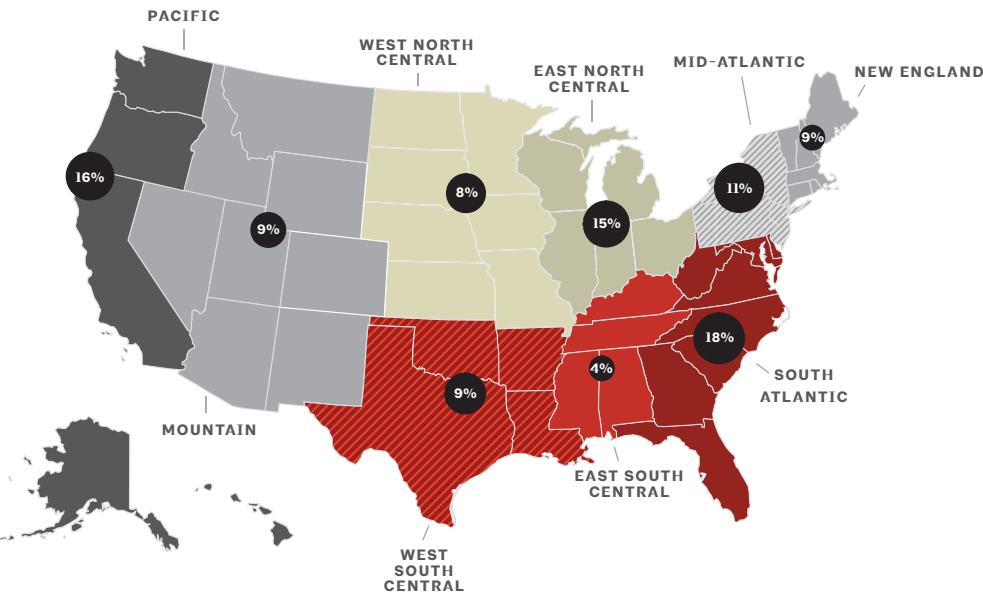 PACIFIC
WEST NORTH
CENTRAL
EAST NORTH
CENTRAL
MID-ATLANTIC
NEW ENGLAND
16%
9%
8%
15%
11%
9%
9%
4%
18%
SOUTH
ATLANTIC
MOUNTAIN
EAST SOUTH
CENTRAL
WEST
SOUTH
CENTRAL